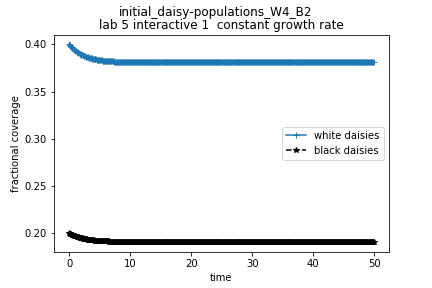 initial_daisy-populations_W4_B2
lab 5 interactive 1  constant growth rate
0.40
0.35
0.30
0.25
0.20
fractional coverage
white daisies
black daisies
0 10 20 30 40 50
time